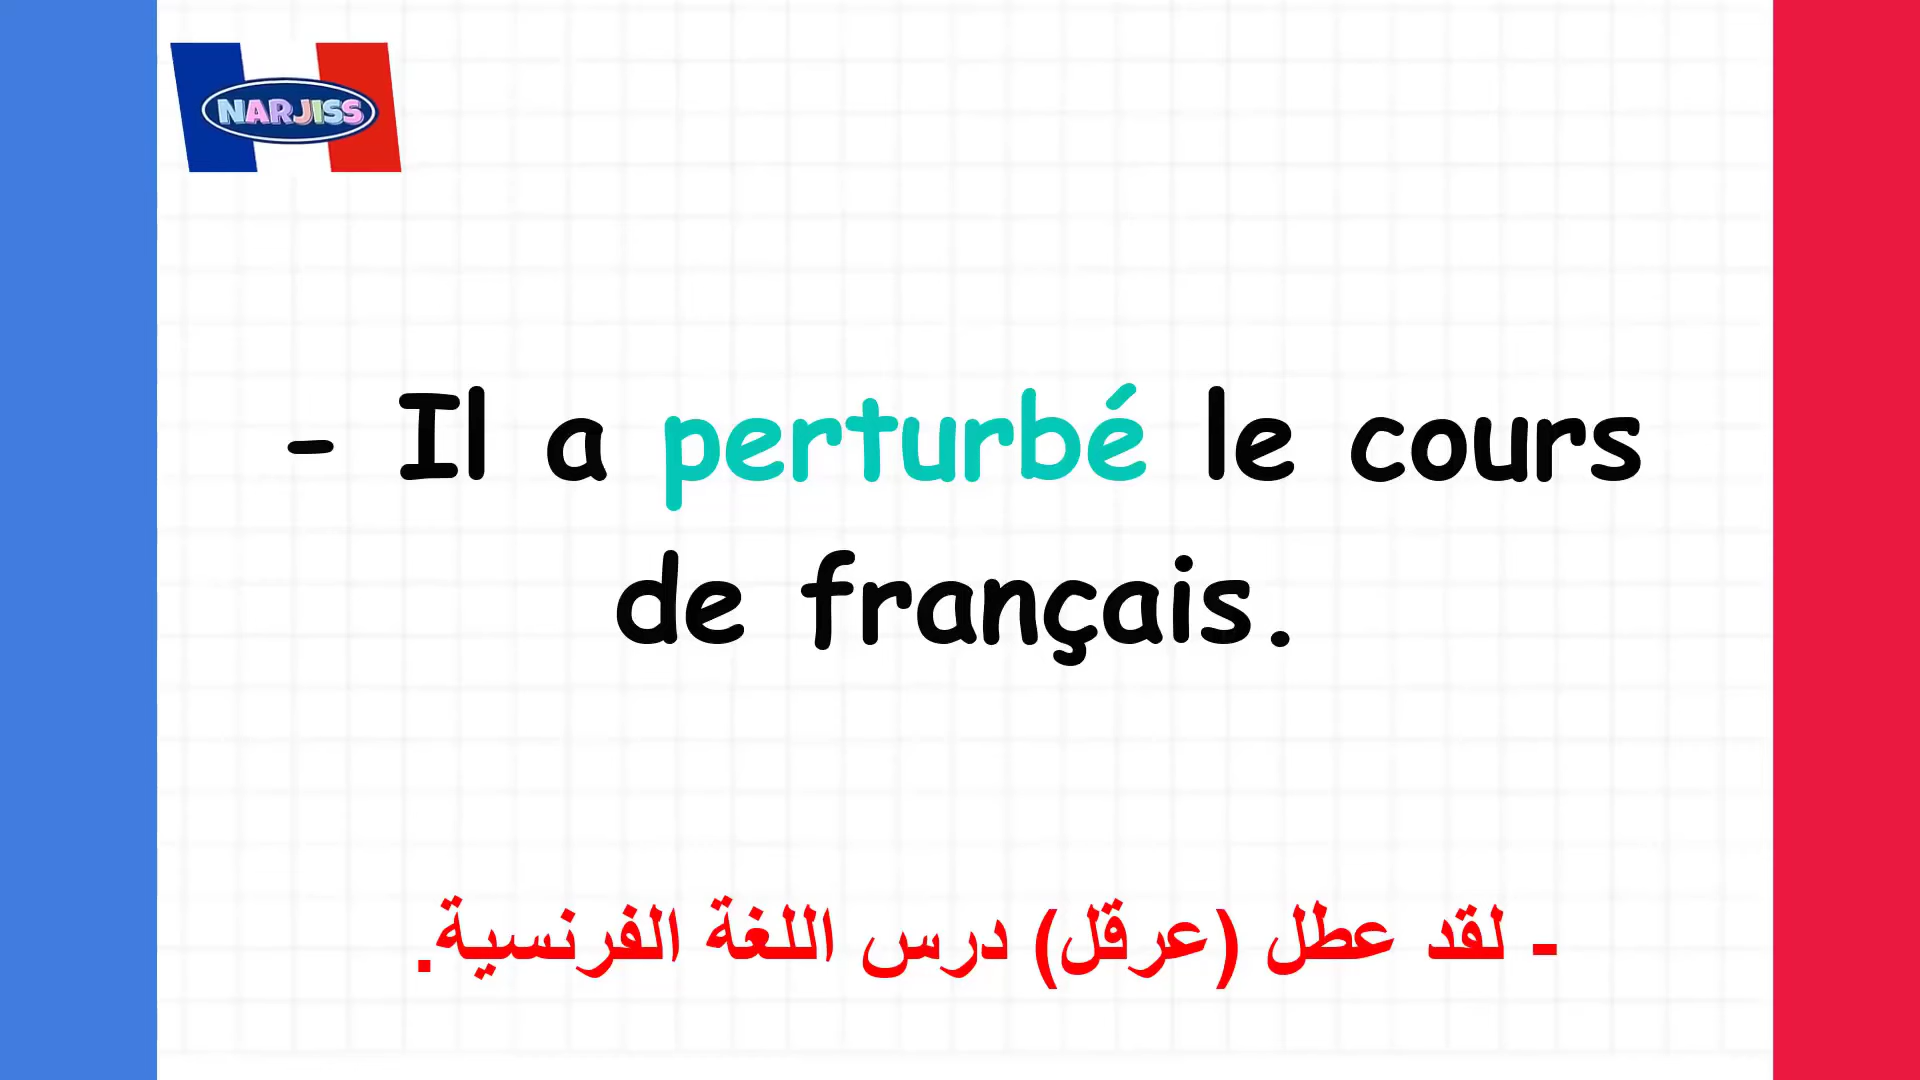 NARJISS
- Il a perturbé le cours
de français.
- لقد عطل (عرقل) درس اللغة الفرنسية.